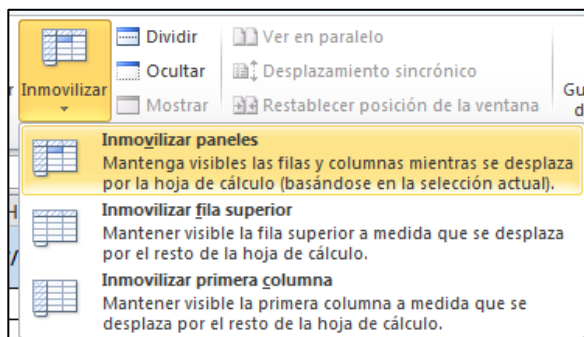 Inmovilizar
Dividir
Ocultar
Mostrar
Ver en paralelo
Desplazamiento sincrónico
Restablecer posición de la ventana
Gu
d
r
Inmovilizar paneles
Mantenga visibles las filas y columnas mientras se desplaza
por la hoja de cálculo (basándose en la selección actual).
Inmovilizar fila superior
Mantener visible la fila superior a medida que se desplaza
por el resto de la hoja de cálculo.
Inmovilizar primera columna
Mantener visible la primera columna a medida que se
desplaza por el resto de la hoja de cálculo.
H